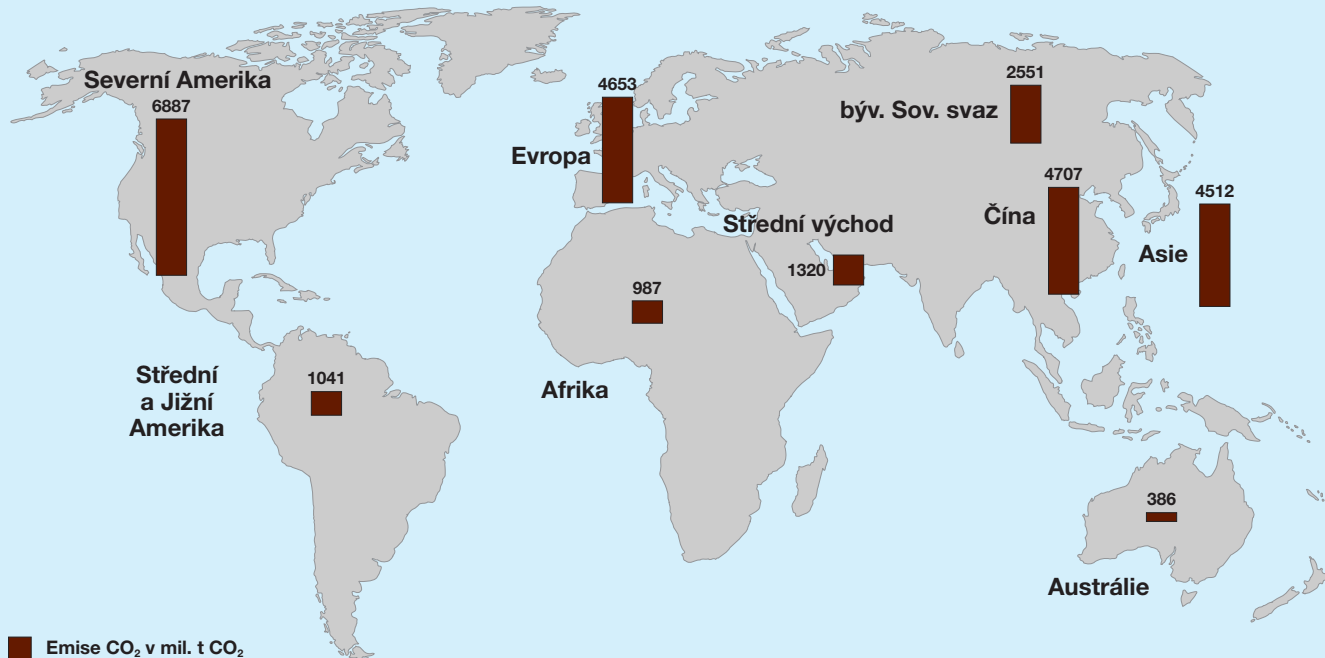 Severní Amerika
6887
4653
Evropa
2551
býv. Sov. svaz
4707
Čína
4512
Asie
Střední východ
1320
987
Afrika
1041
Střední
a Jižní
Amerika
386
Austrálie
Emise CO₂ v mil. t CO₂